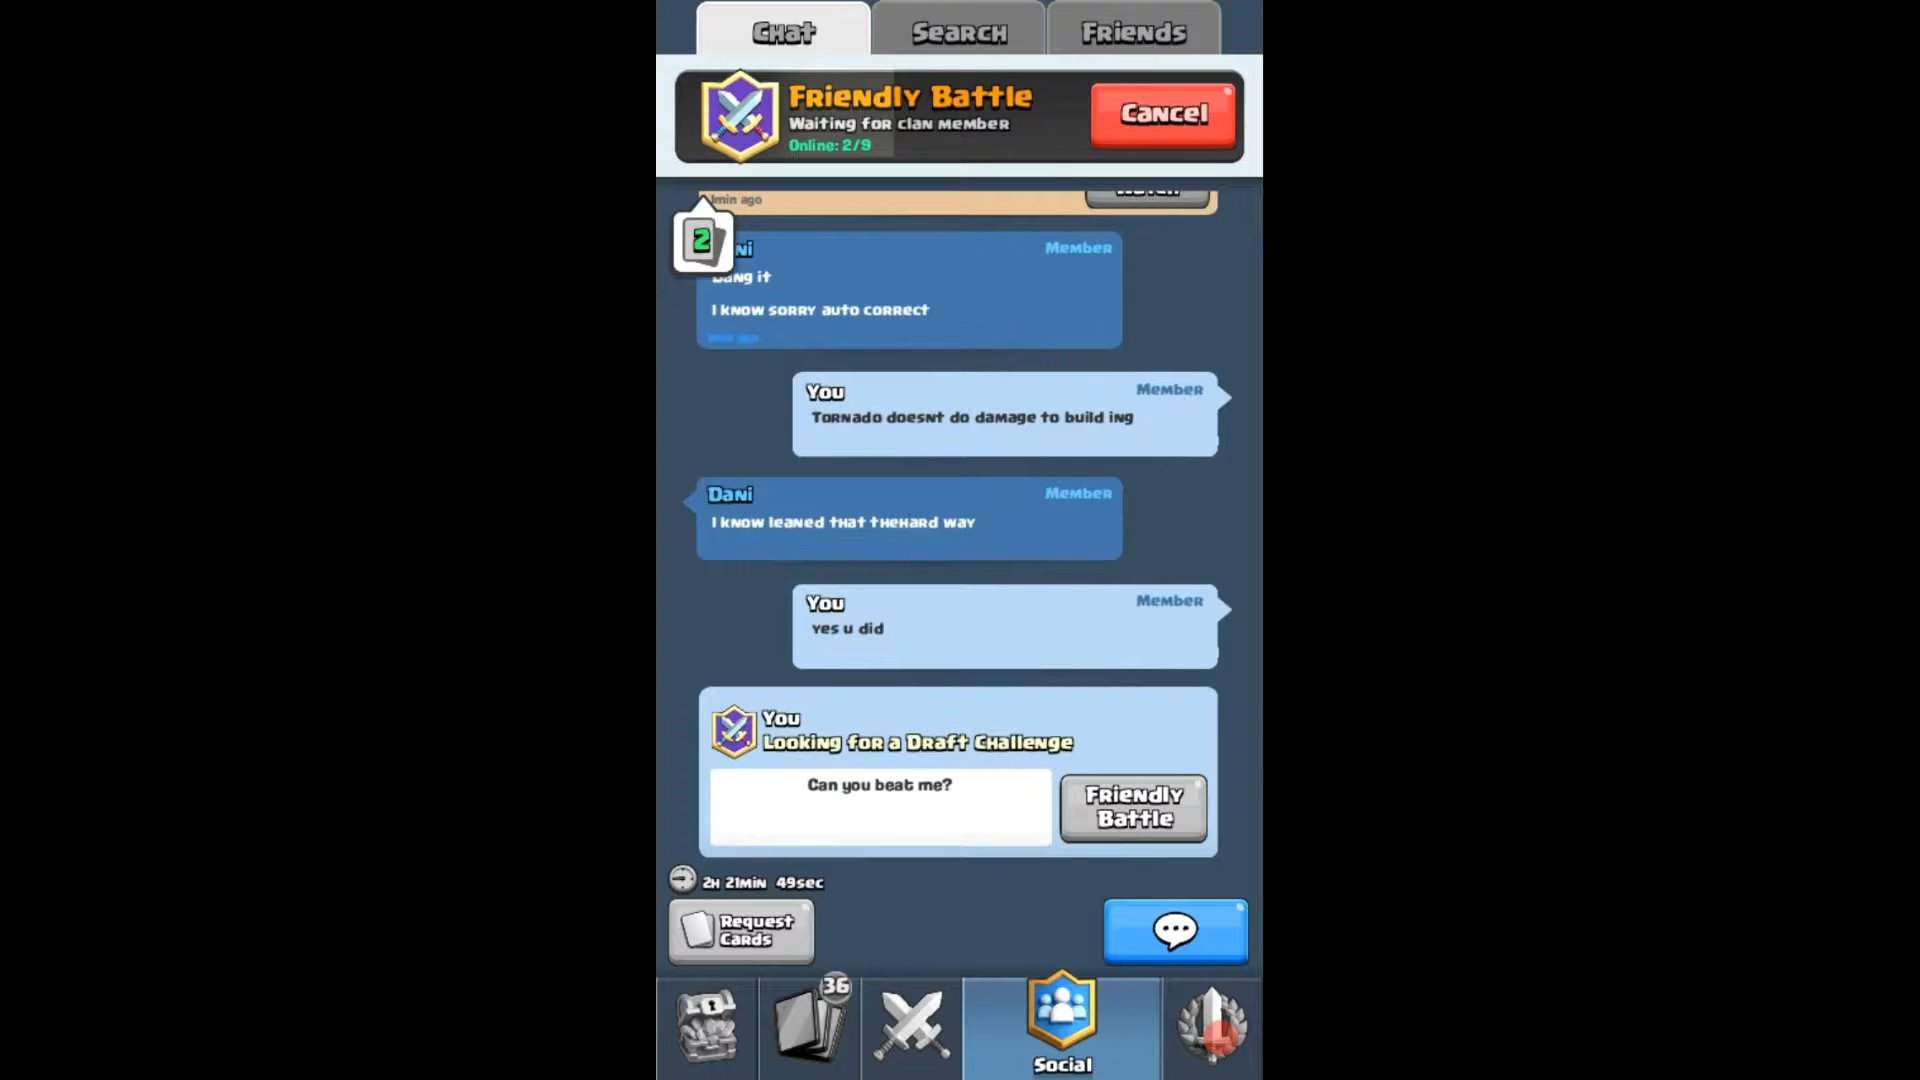 Chat
Search
Friends
Friendly Battle
Waiting for clan member
Online: 2/9
Cancel
1min ago
2
Member
Dang it
I know sorry auto correct
You
Member
Tornado doesnt do damage to build ing
Dani
Member
I know leaned that thehard way
You
Member
yes u did
You
Looking for a Draft Challenge
Can you beat me?
Friendly
Battle
2h 21min 49sec
Request
Cards
36
Social